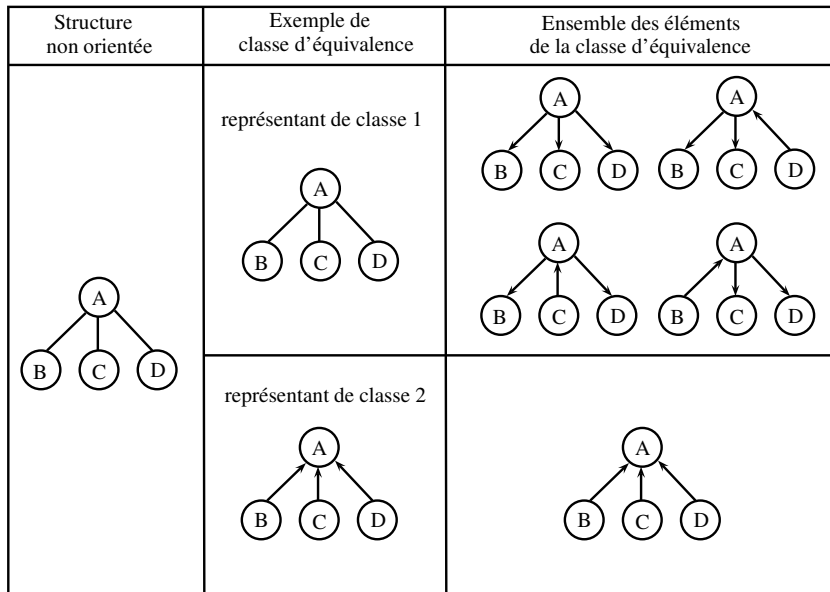 Structure
non orientée
Exemple de
classe d'équivalence
Ensemble des éléments
de la classe d'équivalence
A
B C D
représentant de classe 1
A
B C D
A
B C D
A
B C D
A
B C D
A
B C D
représentant de classe 2
A
B C D
A
B C D